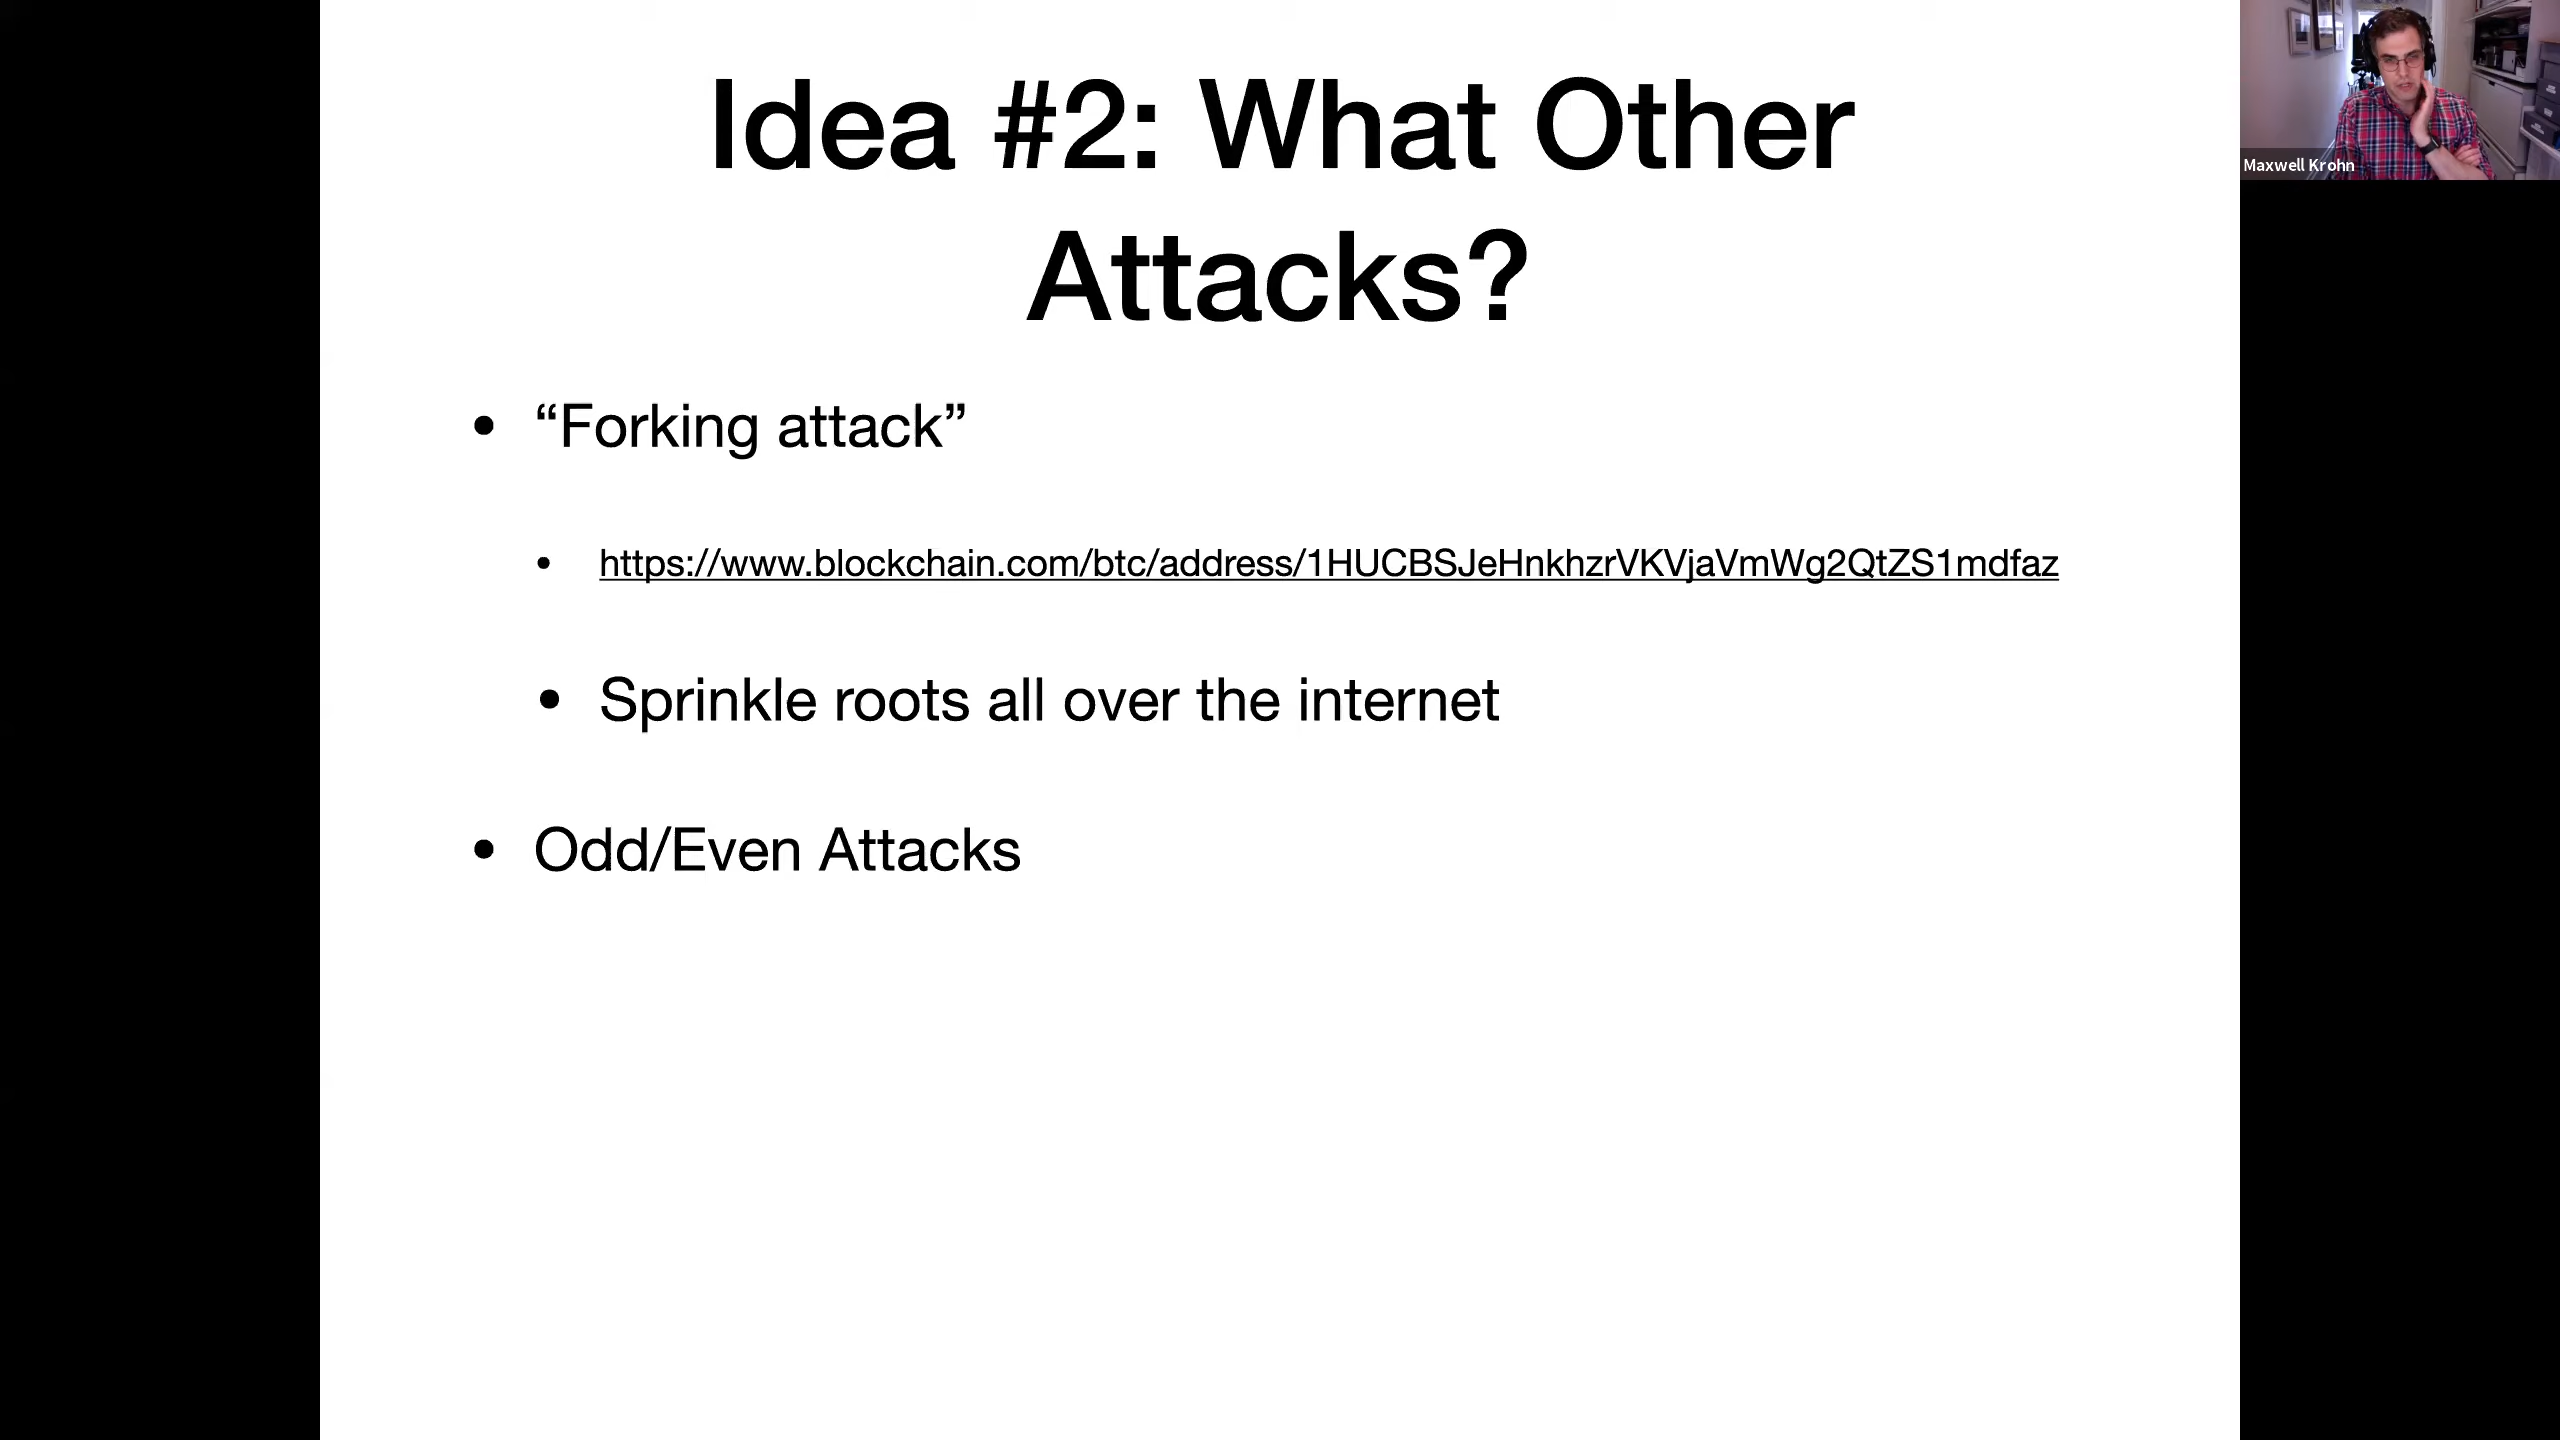 Idea #2: What Other
Attacks?
• “Forking attack”
• https://www.blockchain.com/btc/address/1HUCBSJeHnkhzrVKVjaVmWg2QtZS1mdfaz
• Sprinkle roots all over the internet
• Odd/Even Attacks
Maxwell Krohn